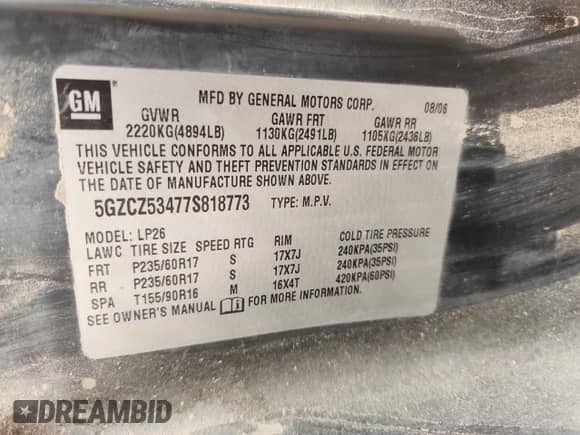 GM
MFD BY GENERAL MOTORS CORP. 08/06
GVWR GAWR FRT GAWR RR
2220KG(4894LB) 1130KG(2491LB) 1105KG(2436LB)
THIS VEHICLE CONFORMS TO ALL APPLICABLE U.S. FEDERAL MOTOR
VEHICLE SAFETY AND THEFT PREVENTION STANDARDS IN EFFECT ON
THE DATE OF MANUFACTURE SHOWN ABOVE.
5GZCZ53477S818773 TYPE: M.P.V.
MODEL: LP26
LAWC TIRE SIZE SPEED RTG RIM COLD TIRE PRESSURE
FRT P235/60R17 S 17X7J 240KPA(35PSI)
RR P235/60R17 S 17X7J 240KPA(35PSI)
SPA T155/90R16 M 16X4T 420KPA(60PSI)
SEE OWNER'S MANUAL FOR MORE INFORMATION.
DREAMBID